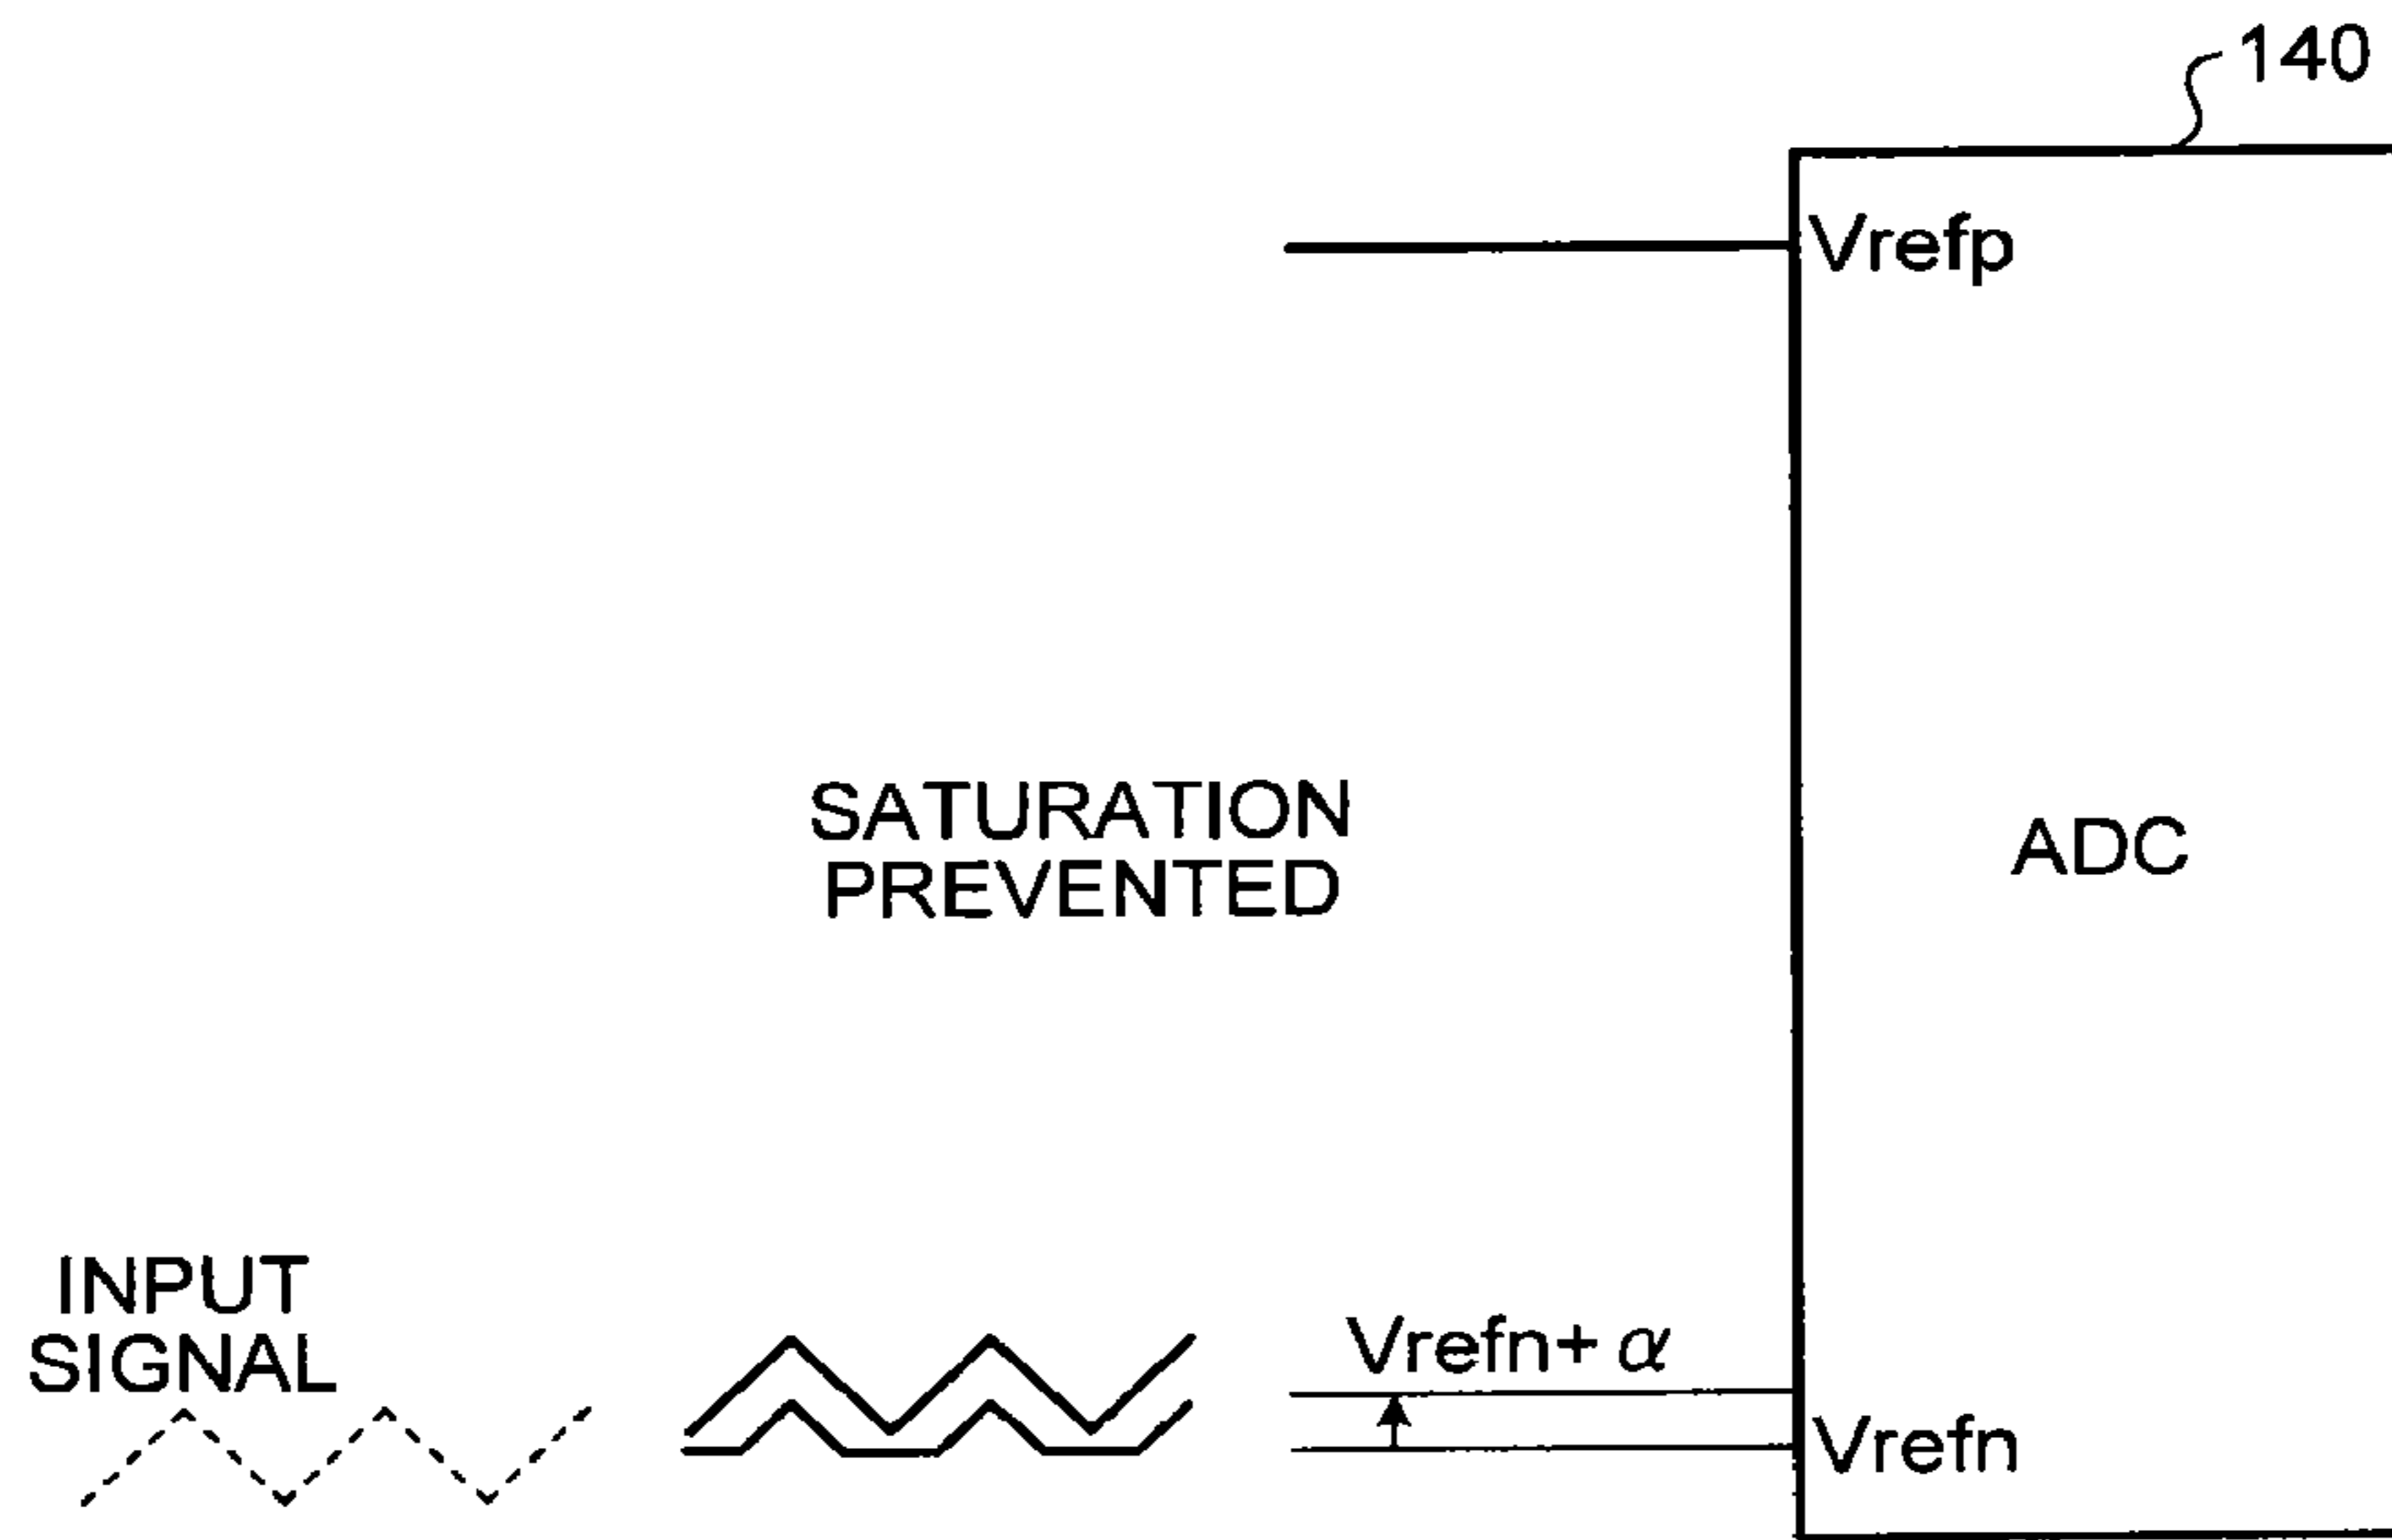 140
Vrefp
SATURATION
PREVENTED
ADC
INPUT
SIGNAL
Vrefn+ α
Vrefn